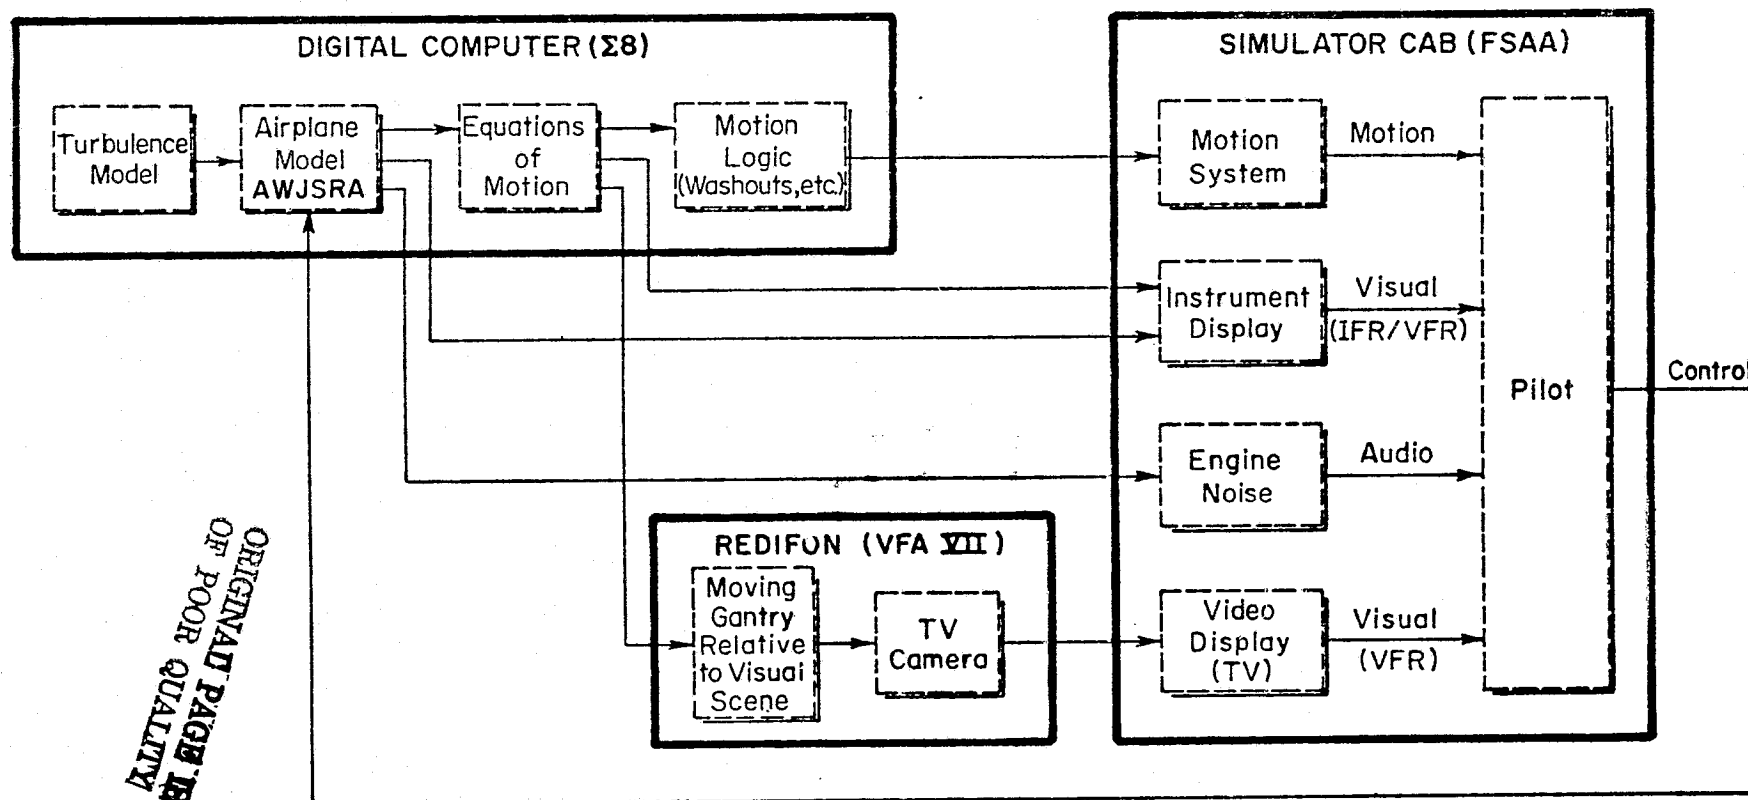 DIGITAL COMPUTER (Σ8)
Turbulence
Model
Airplane
Model
AWJSRA
Equations
of
Motion
Motion
Logic
(Washouts, etc.)
SIMULATOR CAB (FSAA)
Motion
System
Motion
Instrument
Display
Visual
(IFR/VFR)
Engine
Noise
Audio
Video
Display
(TV)
Visual
(VFR)
Pilot
Control
REDIFON (VFA VII)
Moving
Gantry
Relative
to Visual
Scene
TV
Camera
ORIGINAL PAGE IS
OF POOR QUALITY